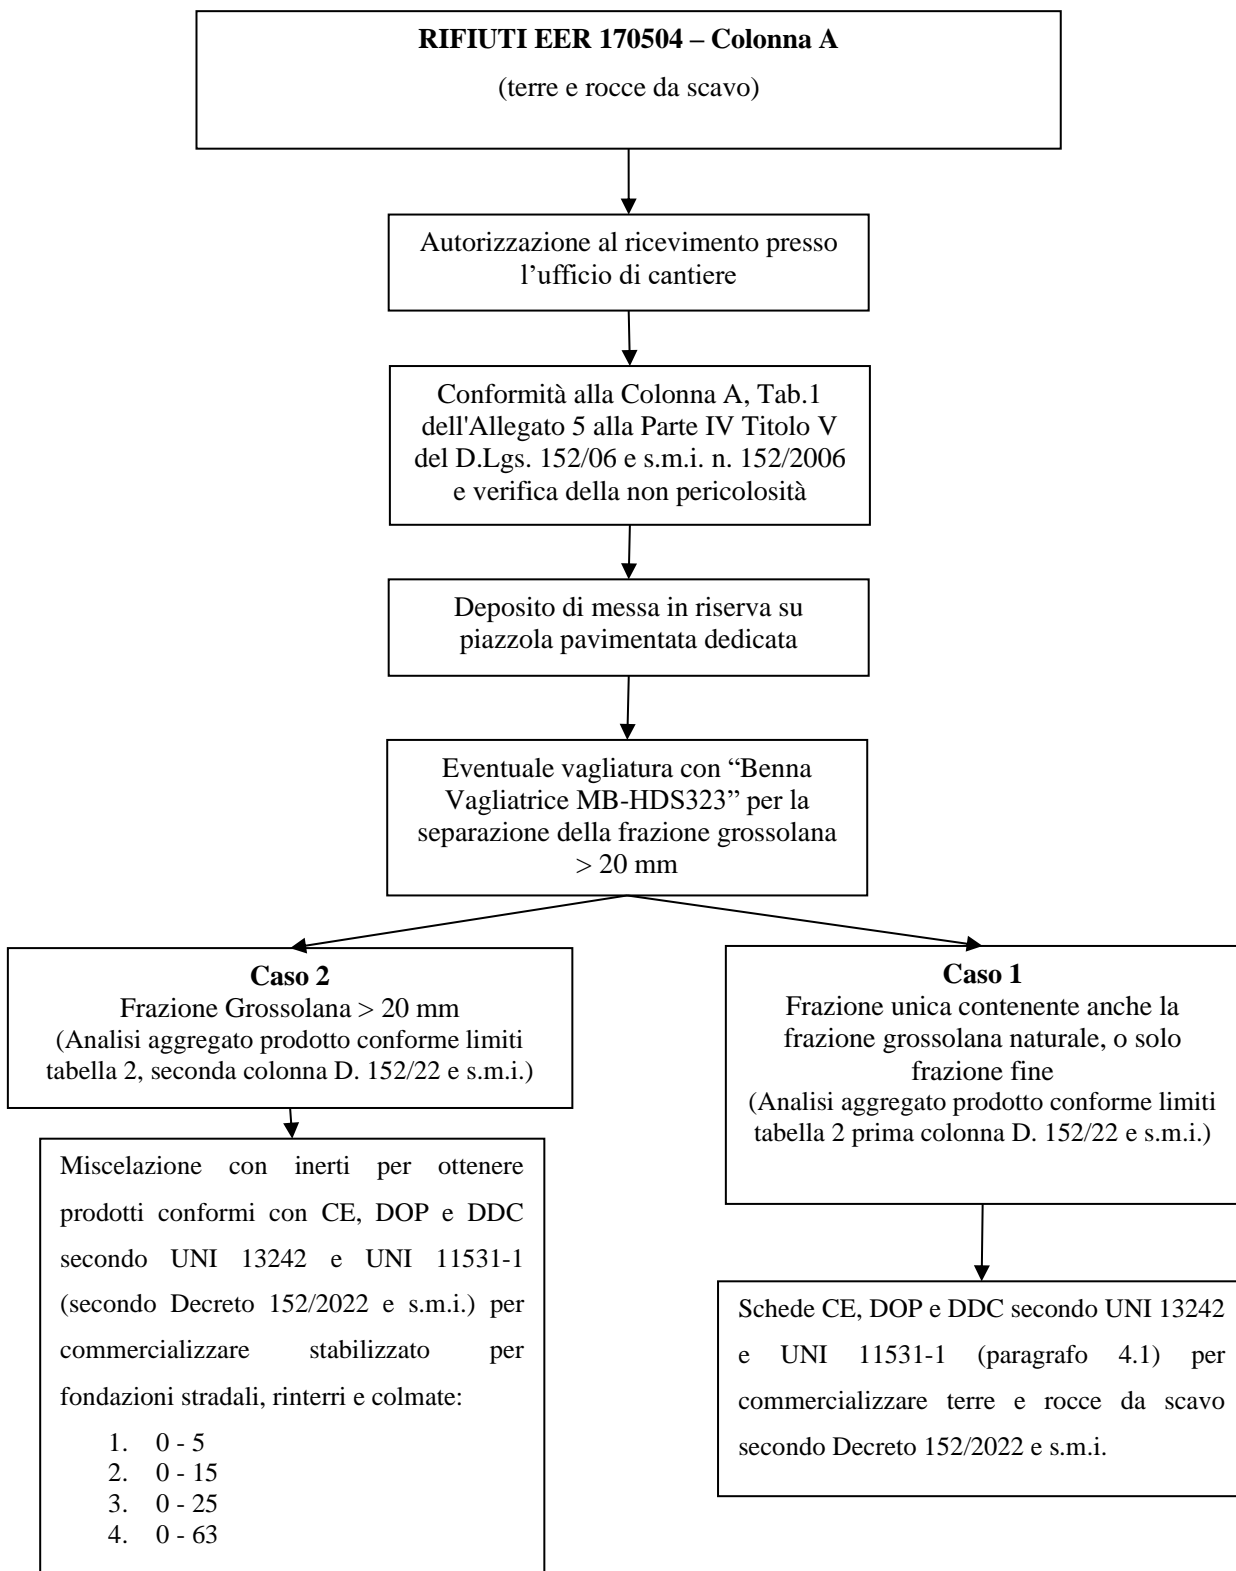 RIFIUTI EER 170504 – Colonna A
(terre e rocce da scavo)
Autorizzazione al ricevimento presso
l’ufficio di cantiere
Conformità alla Colonna A, Tab.1
dell'Allegato 5 alla Parte IV Titolo V
del D.Lgs. 152/06 e s.m.i. n. 152/2006
e verifica della non pericolosità
Deposito di messa in riserva su
piazzola pavimentata dedicata
Eventuale vagliatura con “Benna
Vagliatrice MB-HDS323” per la
separazione della frazione grossolana
> 20 mm
Caso 2
Frazione Grossolana > 20 mm
(Analisi aggregato prodotto conforme limiti
tabella 2, seconda colonna D. 152/22 e s.m.i.)
Miscelazione con inerti per ottenere
prodotti conformi con CE, DOP e DDC
secondo UNI 13242 e UNI 11531-1
(secondo Decreto 152/2022 e s.m.i.) per
commercializzare stabilizzato per
fondazioni stradali, rinterri e colmate:
1. 0 - 5
2. 0 - 15
3. 0 - 25
4. 0 - 63
Caso 1
Frazione unica contenente anche la
frazione grossolana naturale, o solo
frazione fine
(Analisi aggregato prodotto conforme limiti
tabella 2 prima colonna D. 152/22 e s.m.i.)
Schede CE, DOP e DDC secondo UNI 13242
e UNI 11531-1 (paragrafo 4.1) per
commercializzare terre e rocce da scavo
secondo Decreto 152/2022 e s.m.i.